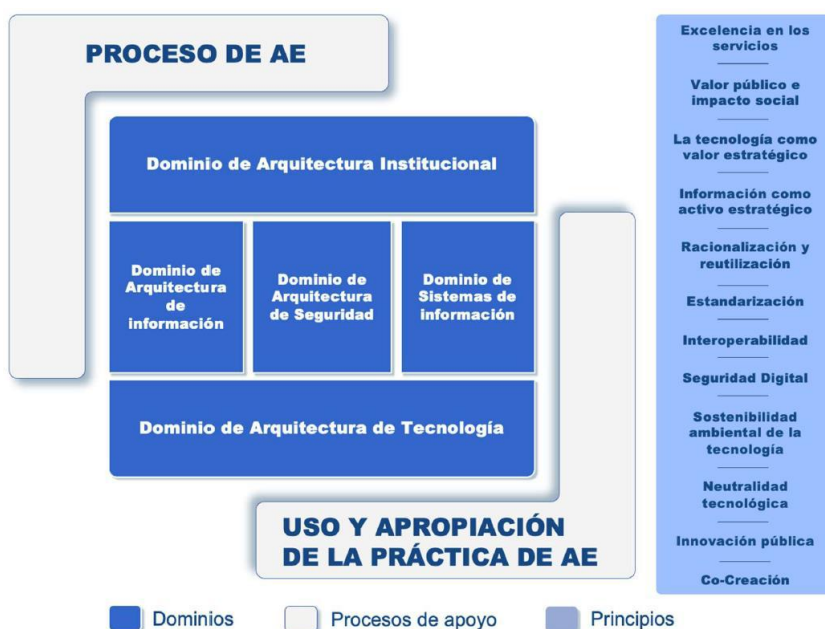 PROCESO DE AE
Dominio de Arquitectura Institucional
Dominio de
Arquitectura
de
información
Dominio de
Arquitectura
de Seguridad
Dominio de
Sistemas de
información
Dominio de Arquitectura de Tecnología
USO Y APROPIACIÓN
DE LA PRÁCTICA DE AE
Excelencia en los
servicios
Valor público e
impacto social
La tecnología como
valor estratégico
Información como
activo estratégico
Racionalización y
reutilización
Estandarización
Interoperabilidad
Seguridad Digital
Sostenibilidad
ambiental de la
tecnología
Neutralidad
tecnológica
Innovación pública
Co-Creación
Dominios
Procesos de apoyo
Principios